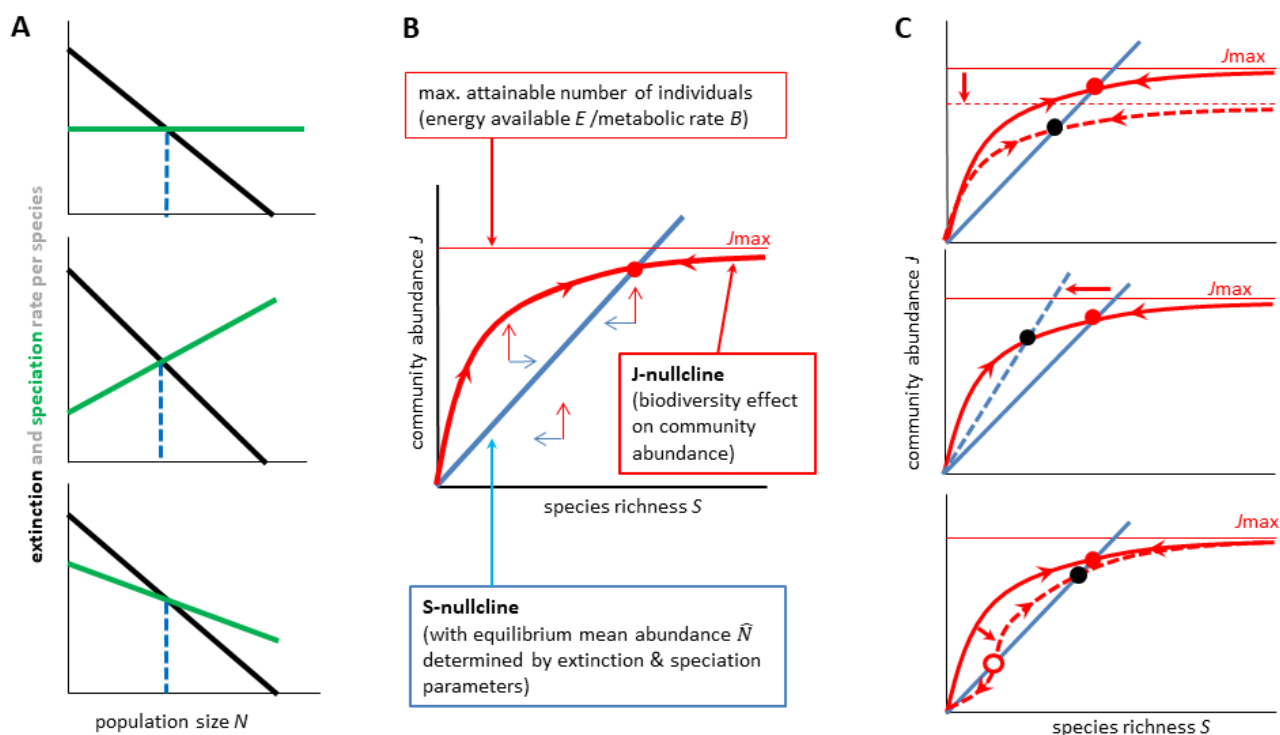 A
extinction and speciation rate per species
population size N
B
max. attainable number of individuals
(energy available E /metabolic rate B)
Jmax
community abundance J
J-nullcline
(biodiversity effect
on community
abundance)
species richness S
S-nullcline
(with equilibrium mean abundance N̂
determined by extinction & speciation
parameters)
C
Jmax
Jmax
community abundance J
Jmax
species richness S